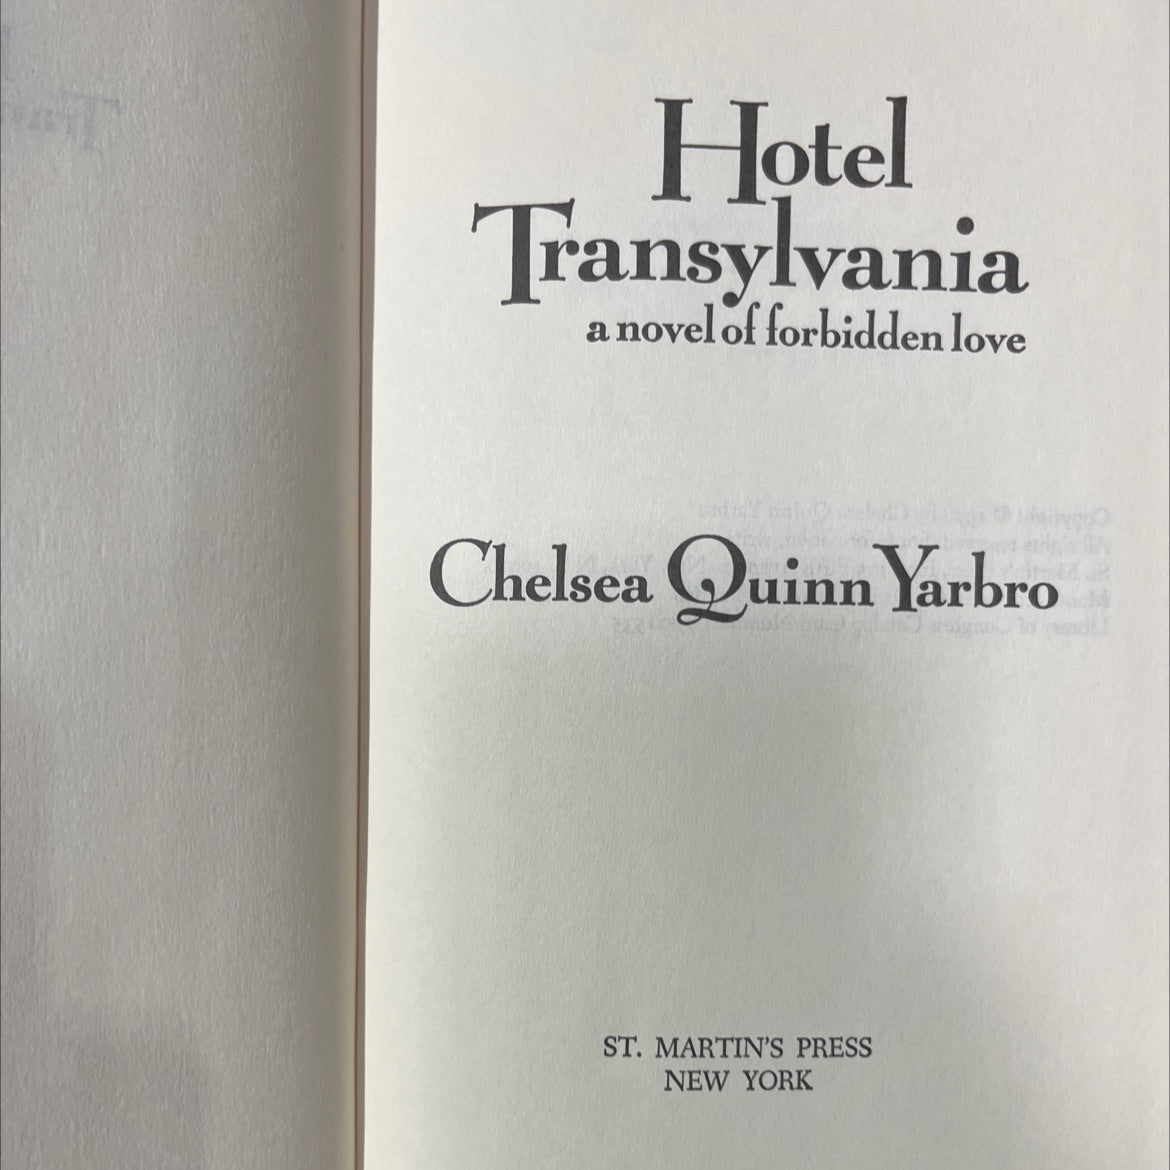 Hotel
Transylvania
a novel of forbidden love
Chelsea Quinn Yarbro
ST. MARTIN'S PRESS
NEW YORK